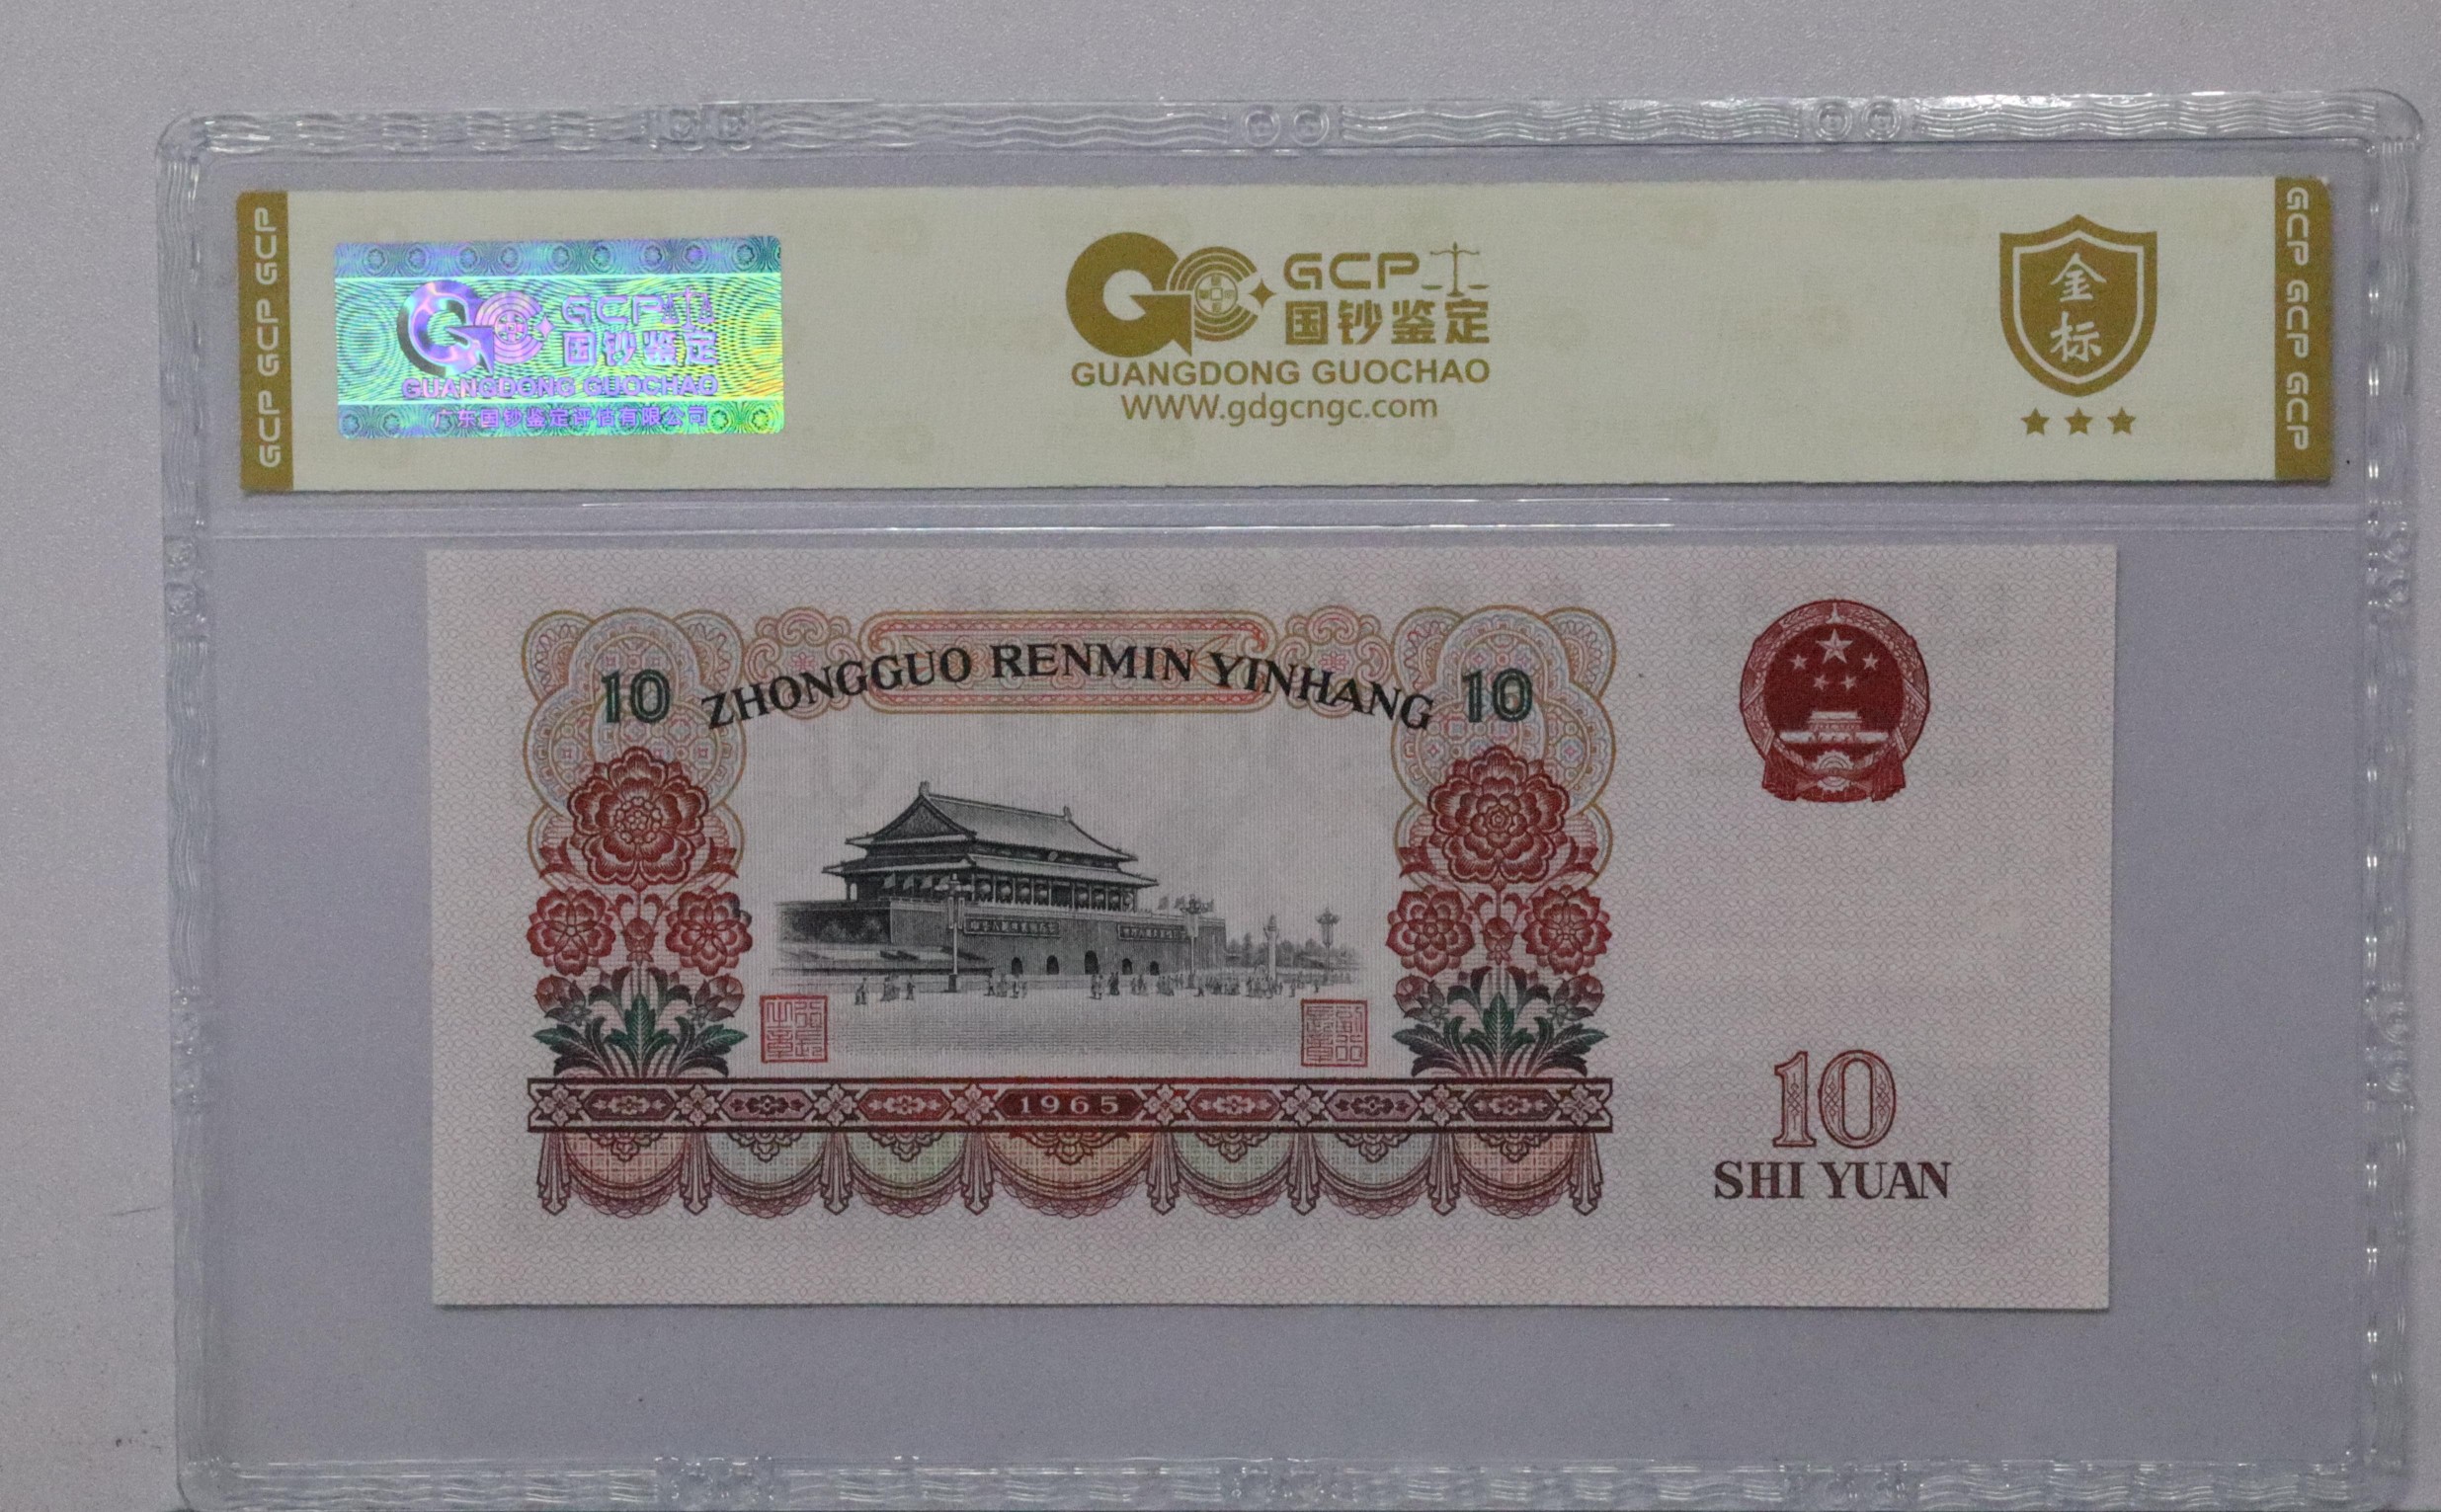 GCP GCP GCP
GCP
国钞鉴定
GUANGDONG GUOCHAO
广东国钞鉴定评估有限公司
GCP
国钞鉴定
GUANGDONG GUOCHAO
WWW.gdgcngc.com
金
标
GCP GCP GCP
10 ZHONGGUO RENMIN YINHANG 10
1965
10
SHI YUAN